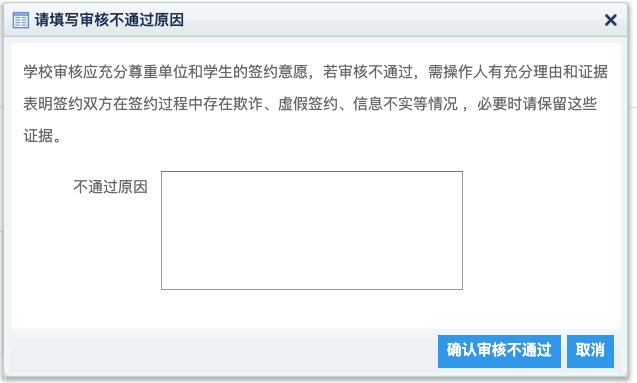 请填写审核不通过原因
学校审核应充分尊重单位和学生的签约意愿，若审核不通过，需操作人有充分理由和证据
表明签约双方在签约过程中存在欺诈、虚假签约、信息不实等情况 ，必要时请保留这些
证据。
不通过原因
确认审核不通过 取消